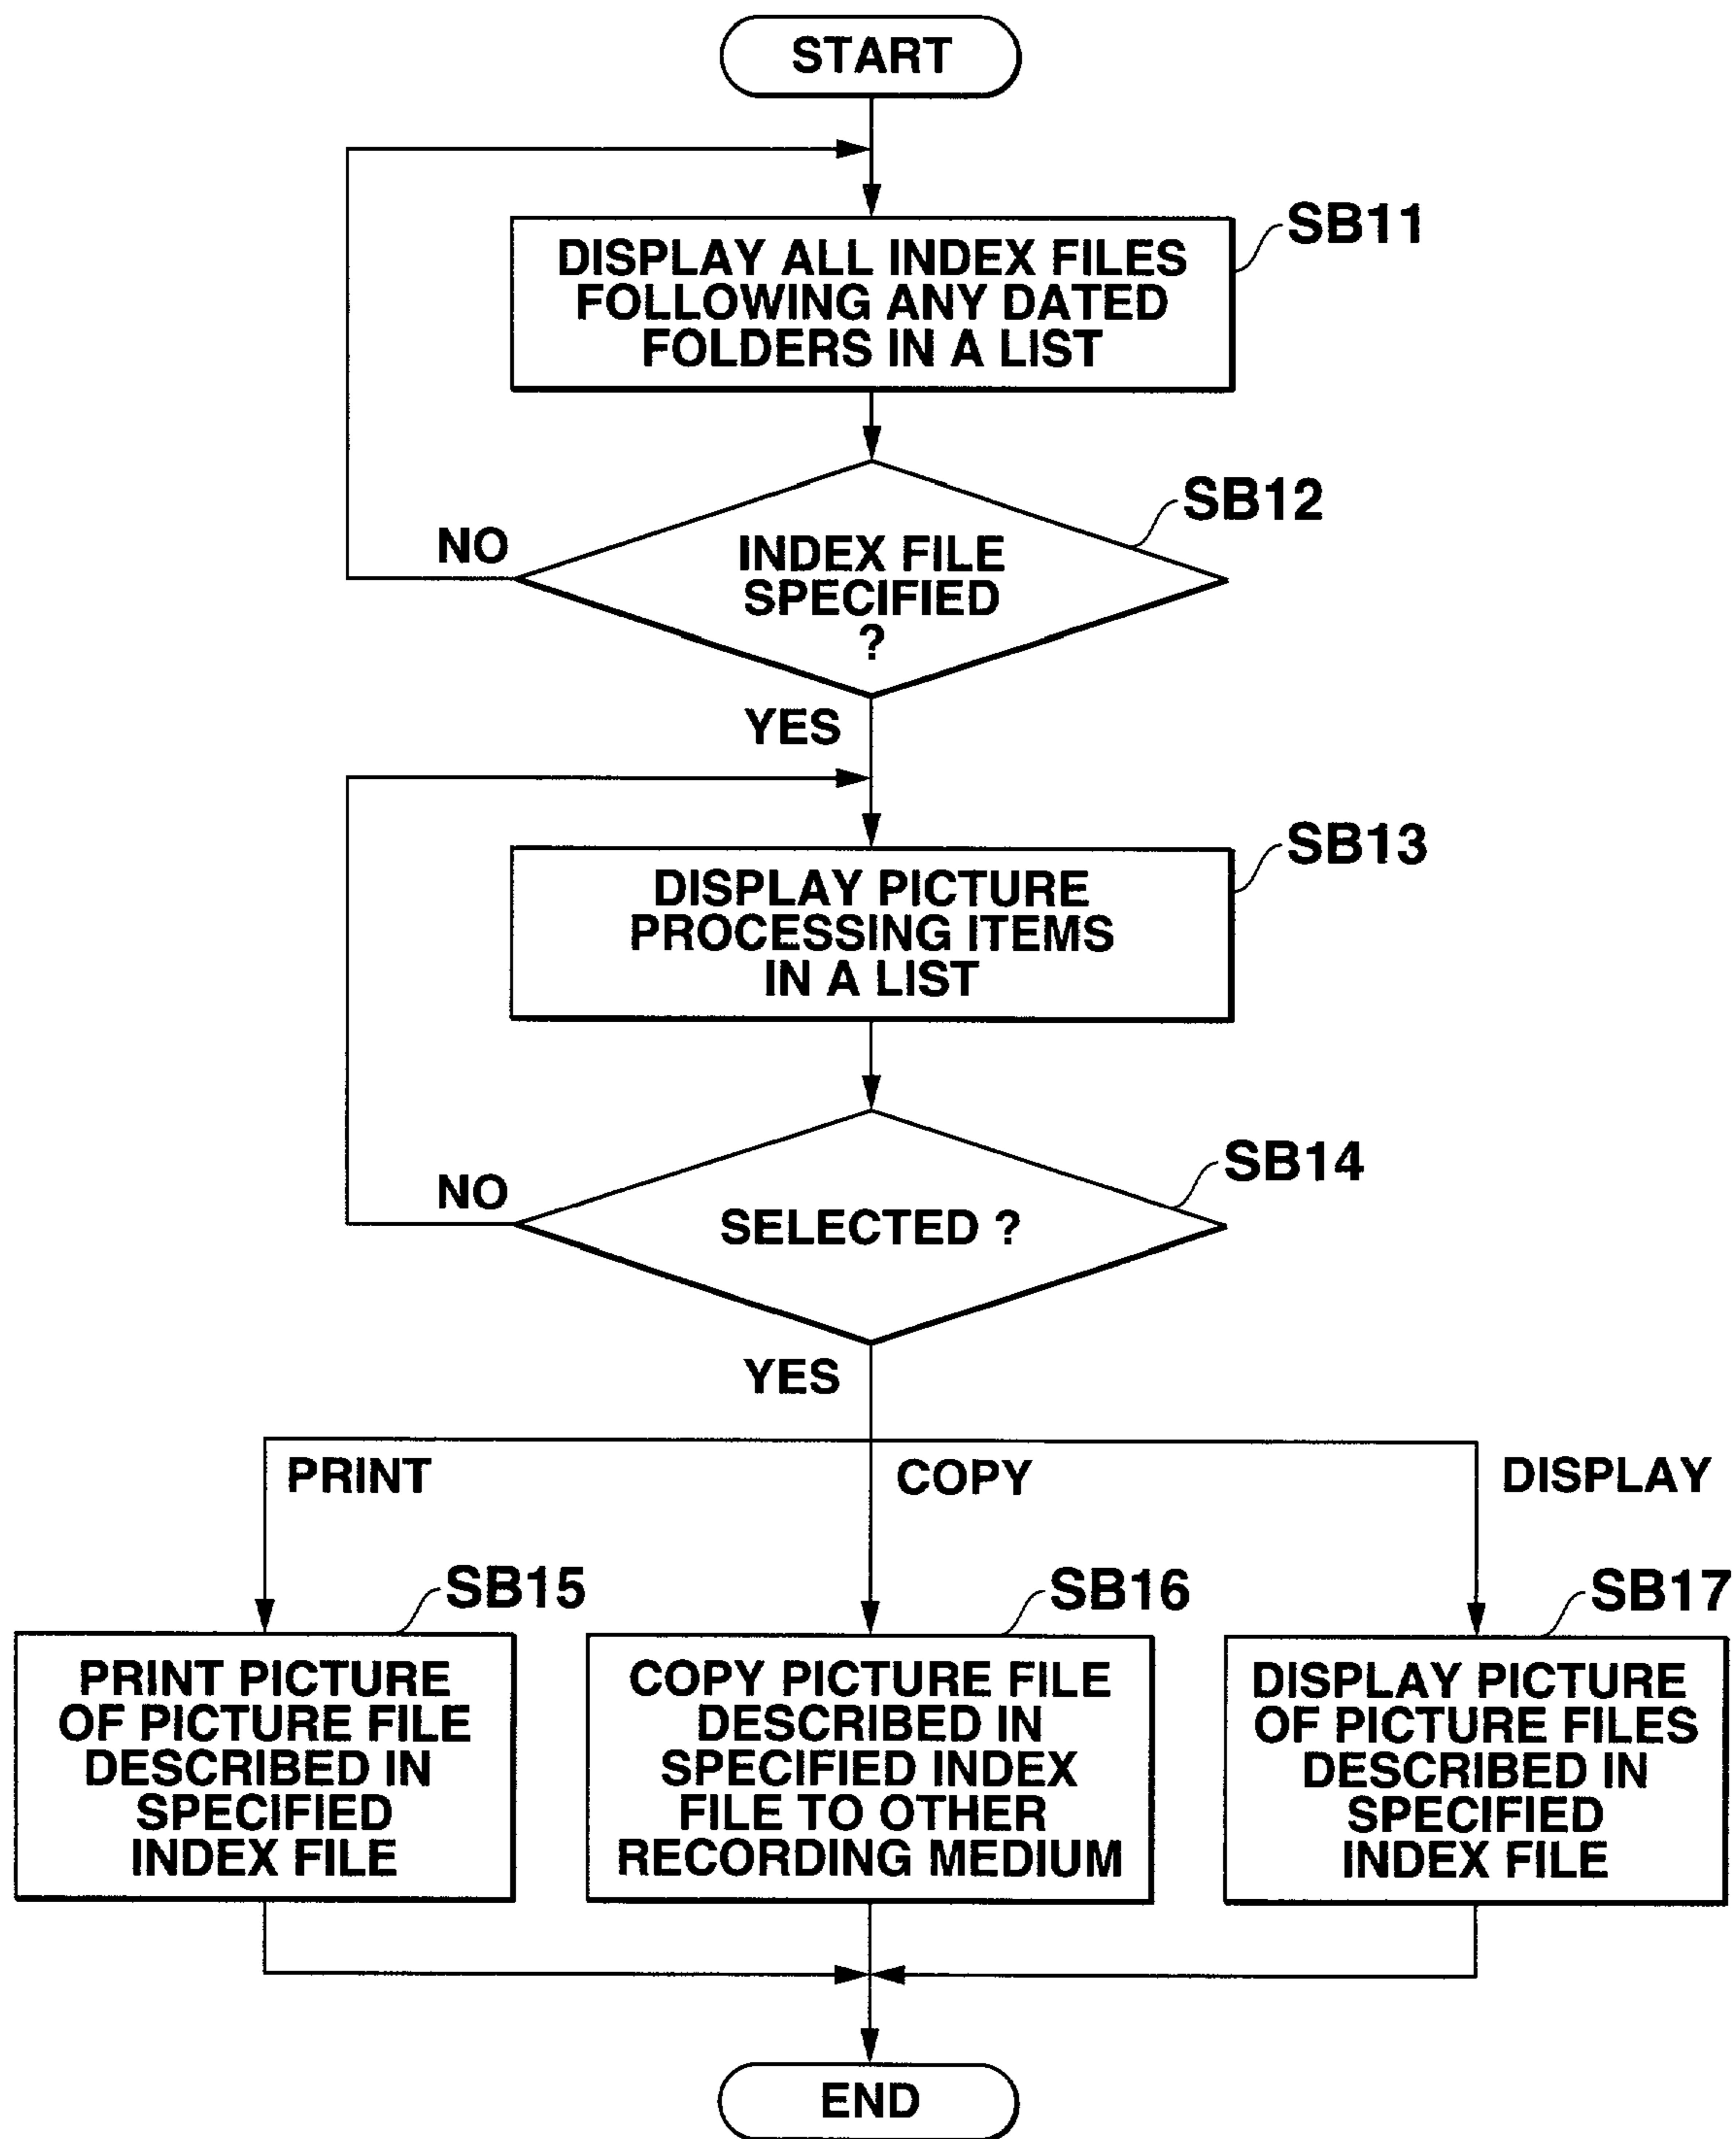 START
SB11
DISPLAY ALL INDEX FILES
FOLLOWING ANY DATED
FOLDERS IN A LIST
SB12
NO
INDEX FILE
SPECIFIED
?
YES
SB13
DISPLAY PICTURE
PROCESSING ITEMS
IN A LIST
SB14
NO
SELECTED ?
YES
PRINT
COPY
DISPLAY
SB15
PRINT PICTURE
OF PICTURE FILE
DESCRIBED IN
SPECIFIED
INDEX FILE
SB16
COPY PICTURE FILE
DESCRIBED IN
SPECIFIED INDEX
FILE TO OTHER
RECORDING MEDIUM
SB17
DISPLAY PICTURE
OF PICTURE FILES
DESCRIBED IN
SPECIFIED
INDEX FILE
END